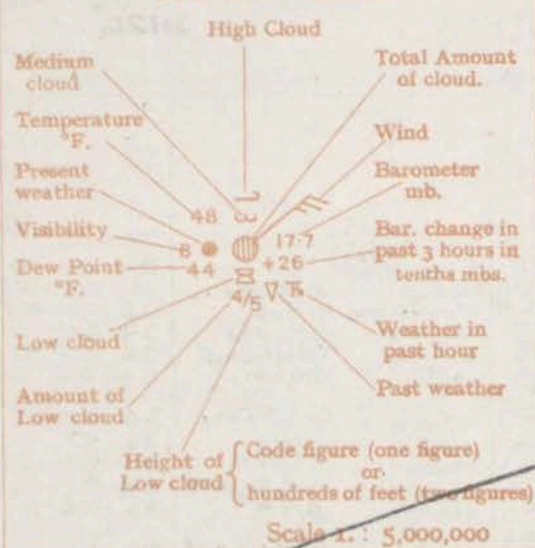 High Cloud
Medium
cloud
Total Amount
of cloud.
Temperature
°F.
Wind
Present
weather
Barometer
mb.
48
Visibility
6
17.7
Bar. change in
past 3 hours in
tenths mbs.
Dew Point
°F.
44
+26
4/5
Low cloud
Weather in
past hour
Amount of
Low cloud
Past weather
Height of
Low cloud
Code figure (one figure)
or
hundreds of feet (two figures)
Scale 1. : 5,000,000